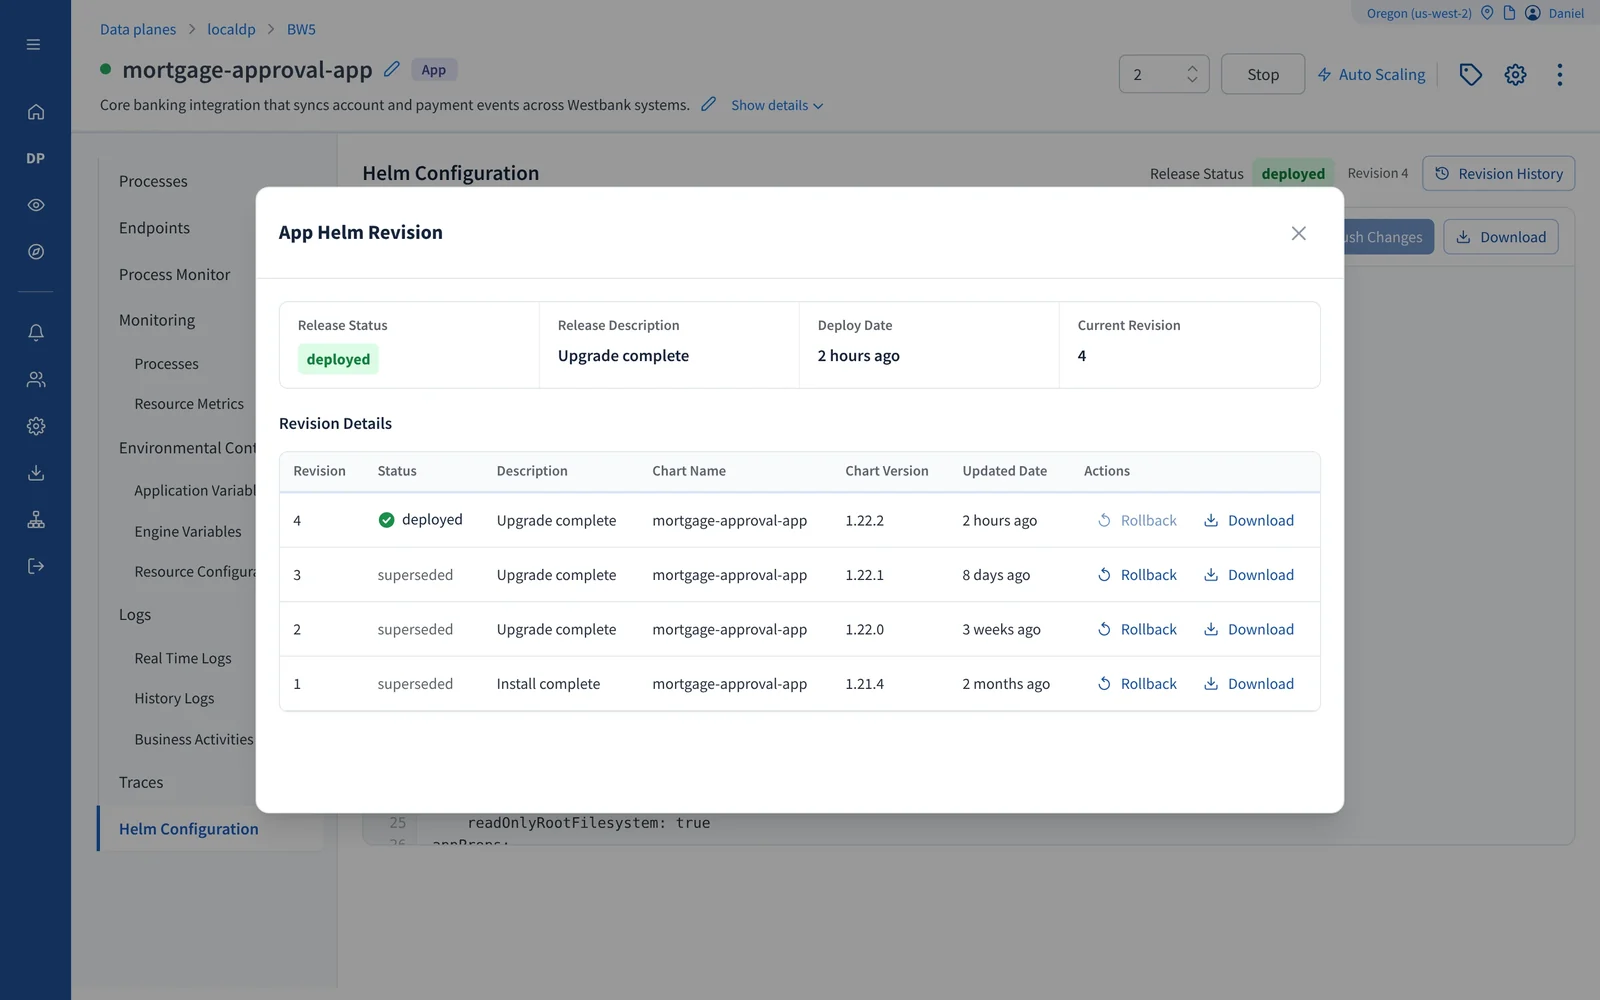 Oregon (us-west-2) Daniel
Data planes > localdp > BW5
mortgage-approval-app App
2 Stop Auto Scaling
Core banking integration that syncs account and payment events across Westbank systems. Show details
DP
Processes
Endpoints
Process Monitor
Monitoring
Processes
Resource Metrics
Environmental Cont
Application Variabl
Engine Variables
Resource Configura
Logs
Real Time Logs
History Logs
Business Activities
Traces
Helm Configuration
Helm Configuration
Release Status deployed Revision 4 Revision History
ush Changes Download
App Helm Revision
Release Status Release Description Deploy Date Current Revision
deployed Upgrade complete 2 hours ago 4
Revision Details
Revision Status Description Chart Name Chart Version Updated Date Actions
4 deployed Upgrade complete mortgage-approval-app 1.22.2 2 hours ago Rollback Download
3 superseded Upgrade complete mortgage-approval-app 1.22.1 8 days ago Rollback Download
2 superseded Upgrade complete mortgage-approval-app 1.22.0 3 weeks ago Rollback Download
1 superseded Install complete mortgage-approval-app 1.21.4 2 months ago Rollback Download
25 readOnlyRootFilesystem: true
26 appProps: